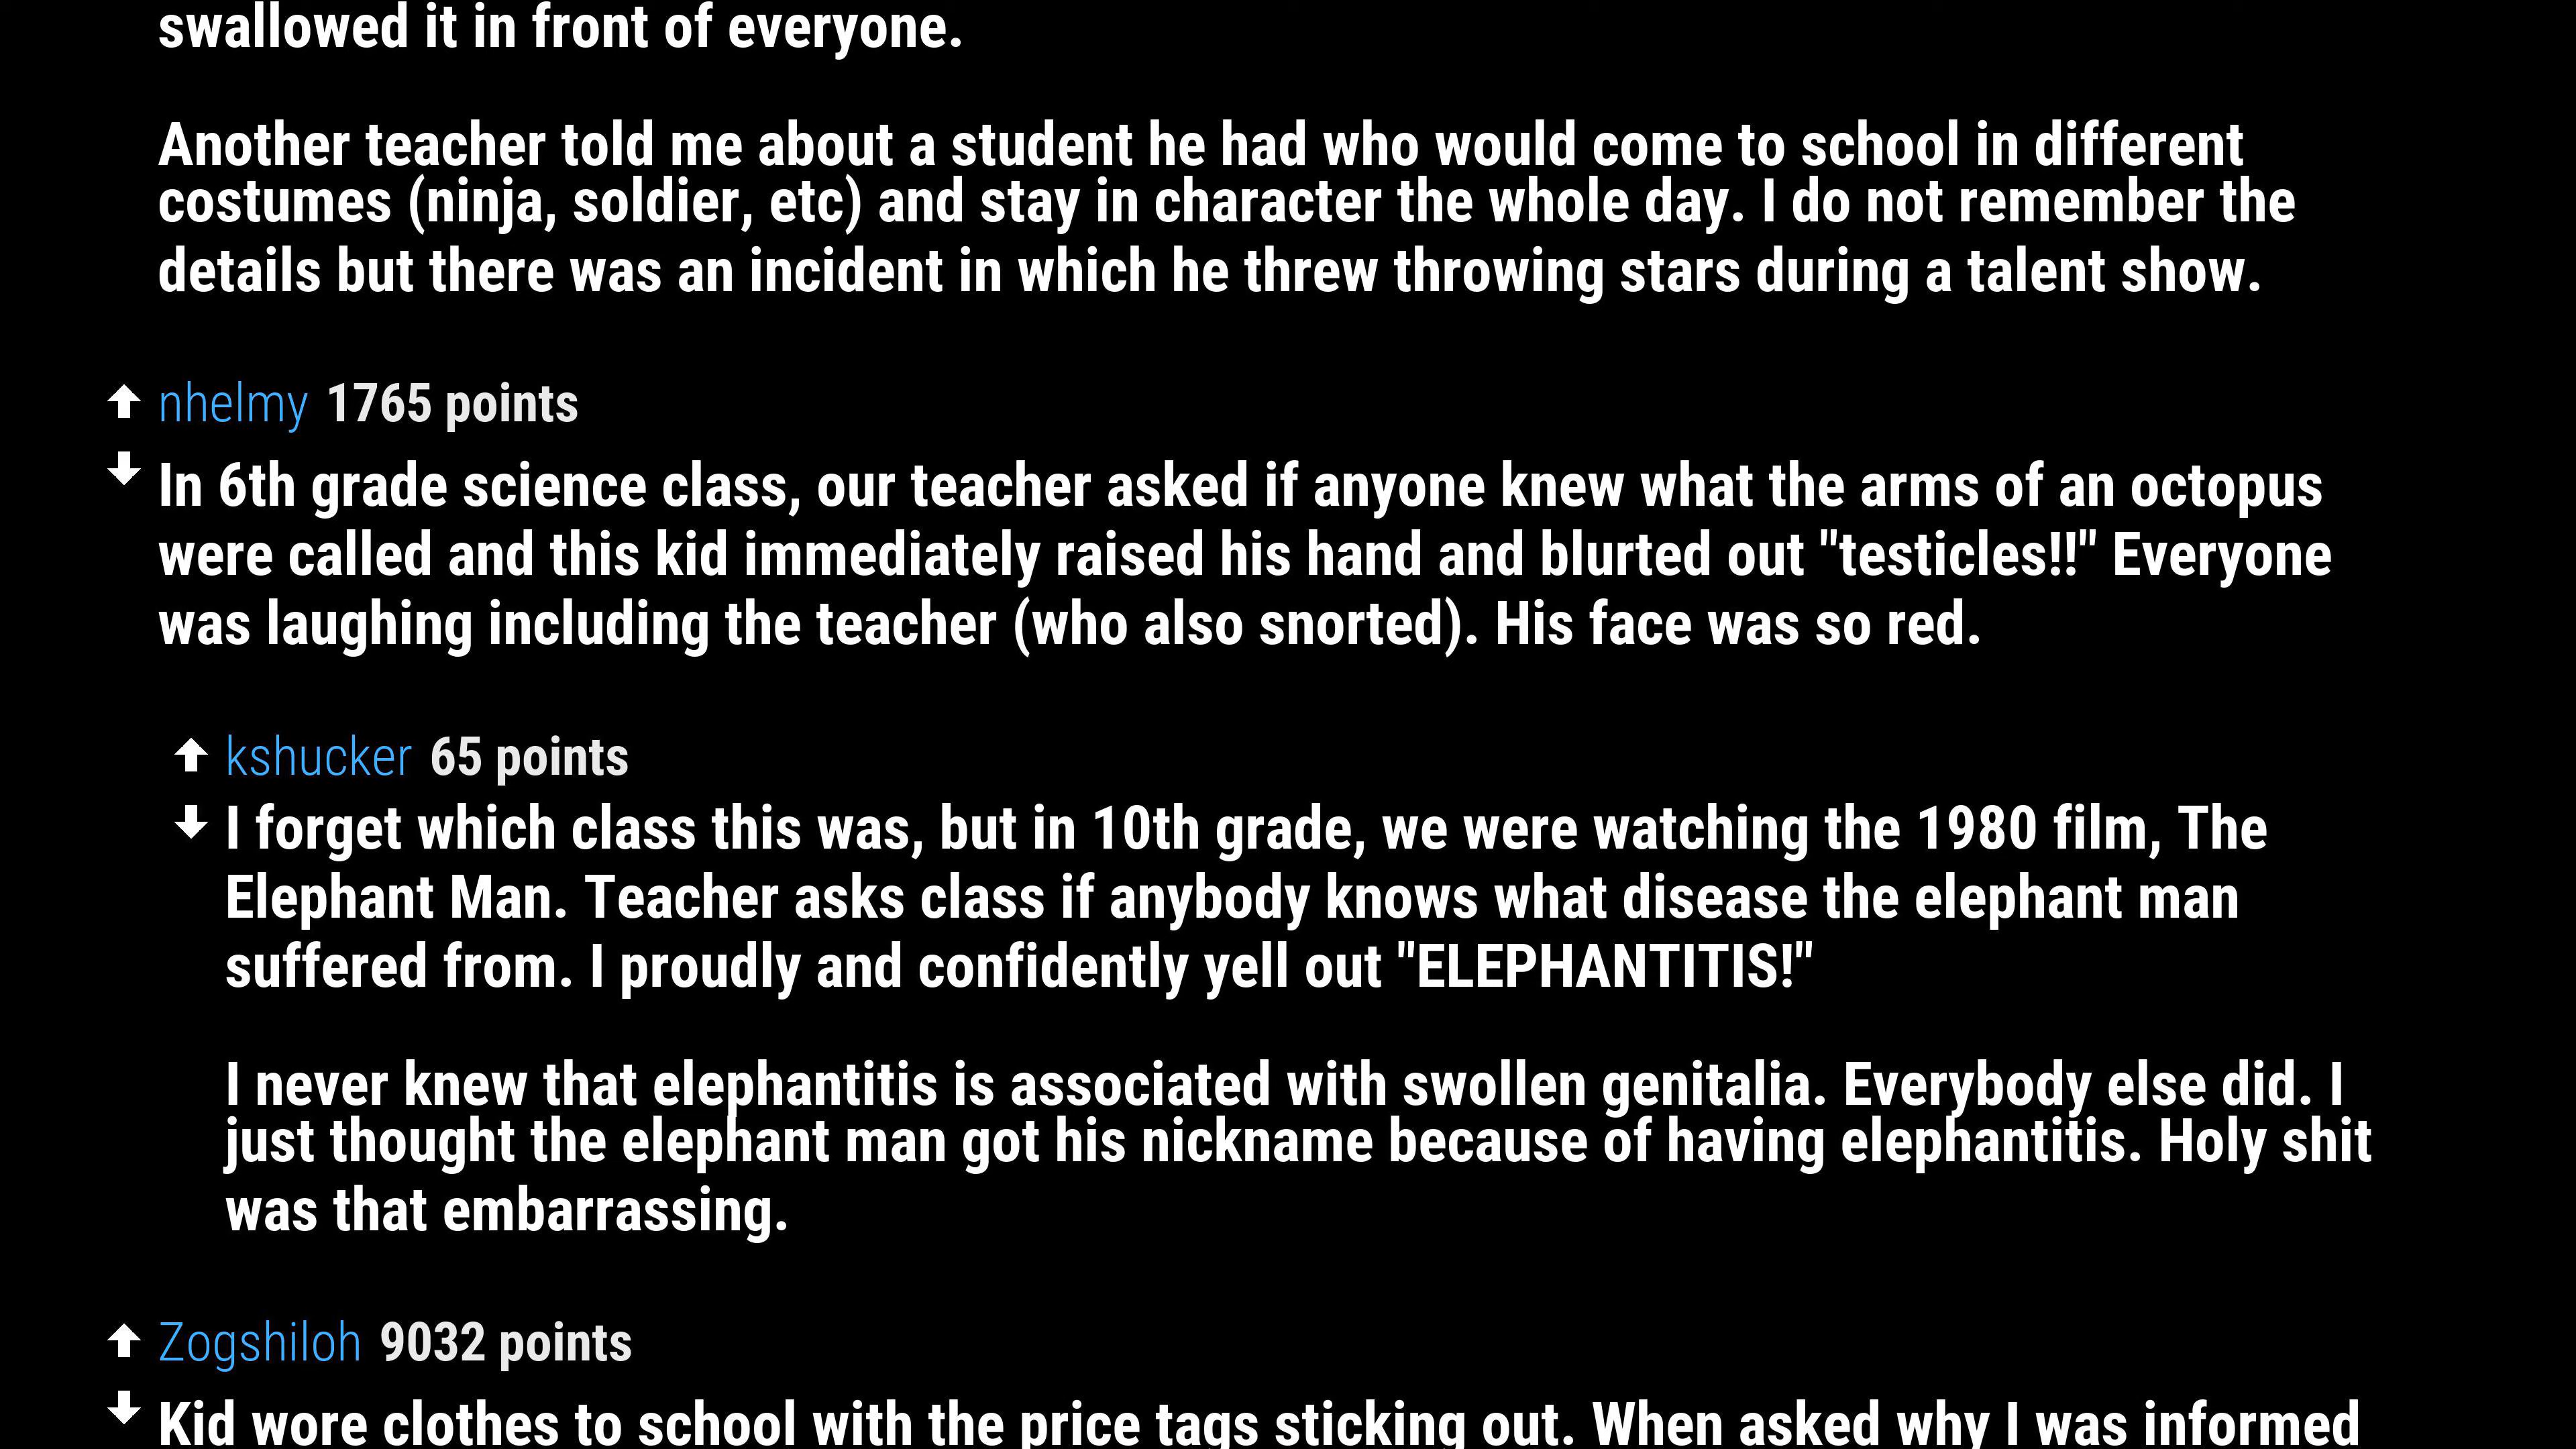 swallowed it in front of everyone.
Another teacher told me about a student he had who would come to school in different
costumes (ninja, soldier, etc) and stay in character the whole day. I do not remember the
details but there was an incident in which he threw throwing stars during a talent show.
nhelmy 1765 points
In 6th grade science class, our teacher asked if anyone knew what the arms of an octopus
were called and this kid immediately raised his hand and blurted out "testicles!!" Everyone
was laughing including the teacher (who also snorted). His face was so red.
kshucker 65 points
I forget which class this was, but in 10th grade, we were watching the 1980 film, The
Elephant Man. Teacher asks class if anybody knows what disease the elephant man
suffered from. I proudly and confidently yell out "ELEPHANTITIS!"
I never knew that elephantitis is associated with swollen genitalia. Everybody else did. I
just thought the elephant man got his nickname because of having elephantitis. Holy shit
was that embarrassing.
Zogshiloh 9032 points
Kid wore clothes to school with the price tags sticking out. When asked why I was informed